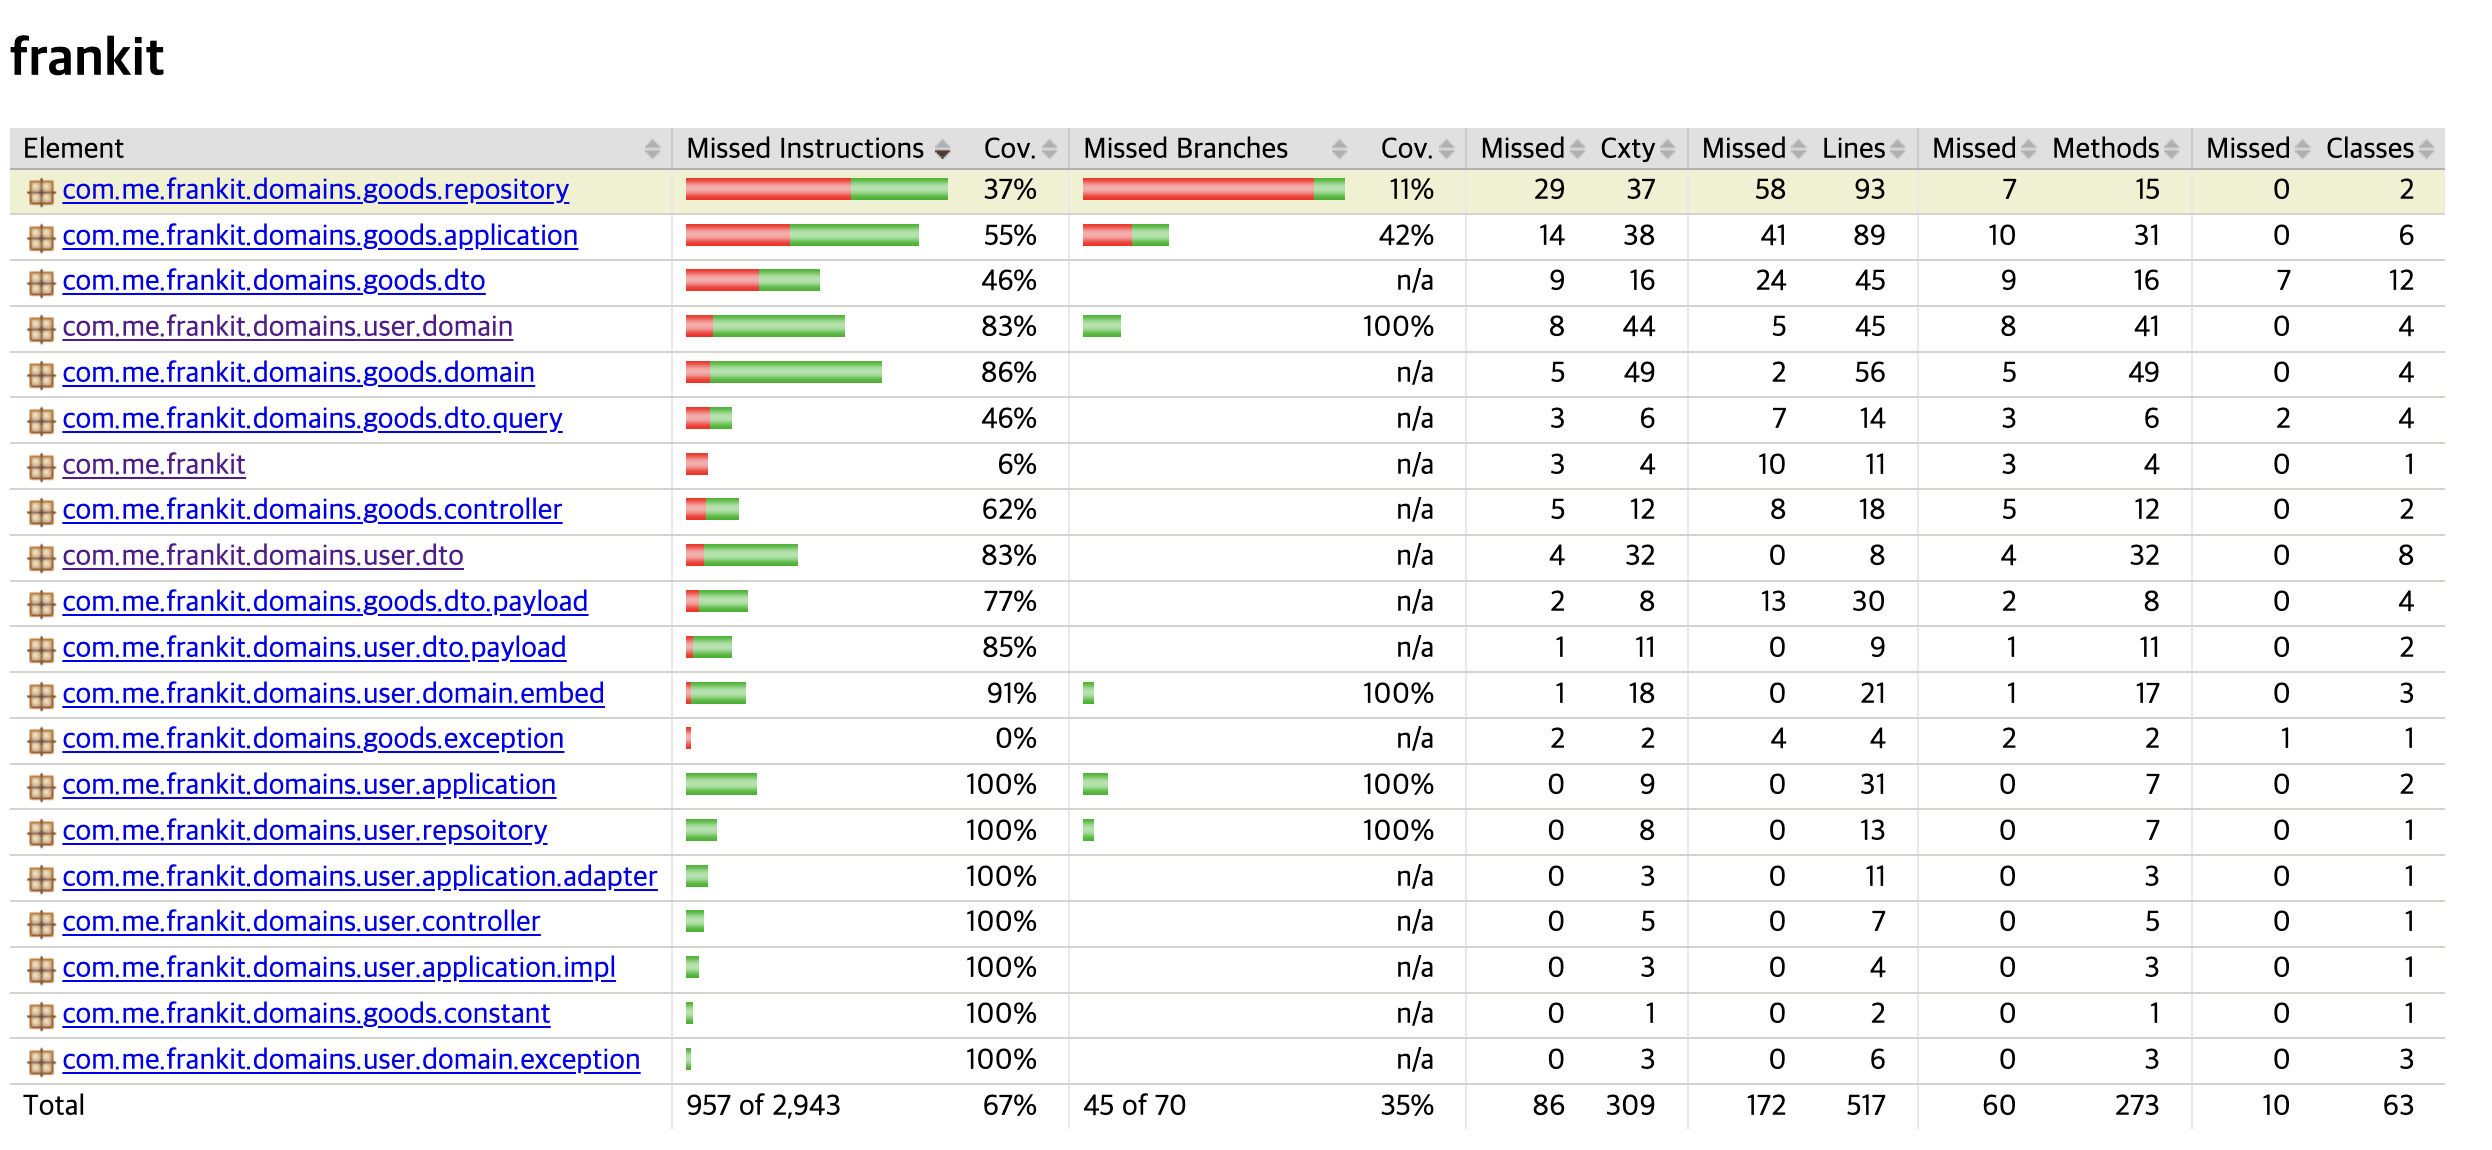 frankit
Element Missed Instructions Cov. Missed Branches Cov. Missed Cxty Missed Lines Missed Methods Missed Classes
com.me.frankit.domains.goods.repository 37% 11% 29 37 58 93 7 15 0 2
com.me.frankit.domains.goods.application 55% 42% 14 38 41 89 10 31 0 6
com.me.frankit.domains.goods.dto 46% n/a 9 16 24 45 9 16 7 12
com.me.frankit.domains.user.domain 83% 100% 8 44 5 45 8 41 0 4
com.me.frankit.domains.goods.domain 86% n/a 5 49 2 56 5 49 0 4
com.me.frankit.domains.goods.dto.query 46% n/a 3 6 7 14 3 6 2 4
com.me.frankit 6% n/a 3 4 10 11 3 4 0 1
com.me.frankit.domains.goods.controller 62% n/a 5 12 8 18 5 12 0 2
com.me.frankit.domains.user.dto 83% n/a 4 32 0 8 4 32 0 8
com.me.frankit.domains.goods.dto.payload 77% n/a 2 8 13 30 2 8 0 4
com.me.frankit.domains.user.dto.payload 85% n/a 1 11 0 9 1 11 0 2
com.me.frankit.domains.user.domain.embed 91% 100% 1 18 0 21 1 17 0 3
com.me.frankit.domains.goods.exception 0% n/a 2 2 4 4 2 2 1 1
com.me.frankit.domains.user.application 100% 100% 0 9 0 31 0 7 0 2
com.me.frankit.domains.user.repsoitory 100% 100% 0 8 0 13 0 7 0 1
com.me.frankit.domains.user.application.adapter 100% n/a 0 3 0 11 0 3 0 1
com.me.frankit.domains.user.controller 100% n/a 0 5 0 7 0 5 0 1
com.me.frankit.domains.user.application.impl 100% n/a 0 3 0 4 0 3 0 1
com.me.frankit.domains.goods.constant 100% n/a 0 1 0 2 0 1 0 1
com.me.frankit.domains.user.domain.exception 100% n/a 0 3 0 6 0 3 0 3
Total 957 of 2,943 67% 45 of 70 35% 86 309 172 517 60 273 10 63